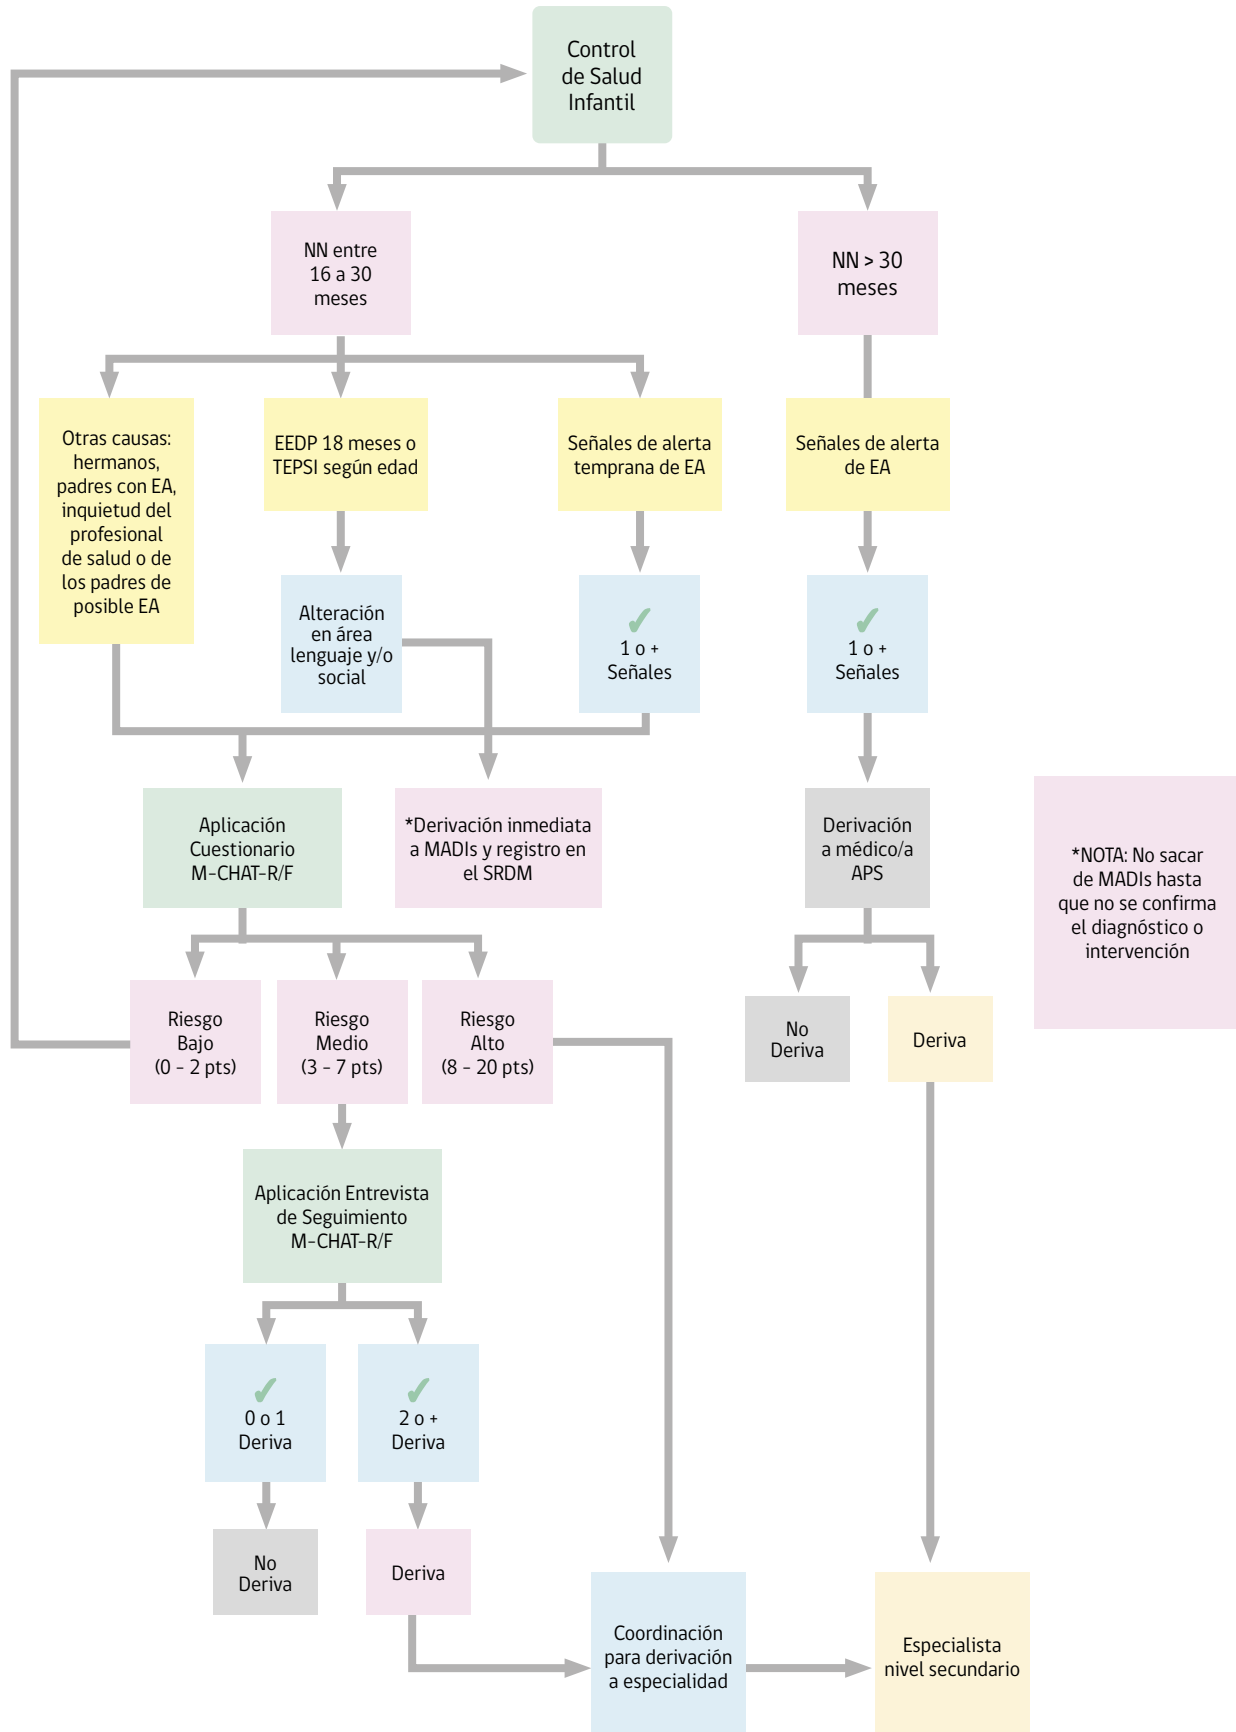 Control
de Salud
Infantil
NN entre
16 a 30
meses
NN > 30
meses
Otras causas:
hermanos,
padres con EA,
inquietud del
profesional
de salud o de
los padres de
posible EA
EEDP 18 meses o
TEPSI según edad
Señales de alerta
temprana de EA
Señales de alerta
de EA
Alteración
en área
lenguaje y/o
social
✓
1 o +
Señales
✓
1 o +
Señales
Aplicación
Cuestionario
M-CHAT-R/F
*Derivación inmediata
a MADIs y registro en
el SRDM
Derivación
a médico/a
APS
*NOTA: No sacar
de MADIs hasta
que no se confirma
el diagnóstico o
intervención
Riesgo
Bajo
(0 - 2 pts)
Riesgo
Medio
(3 - 7 pts)
Riesgo
Alto
(8 - 20 pts)
No
Deriva
Deriva
Aplicación Entrevista
de Seguimiento
M-CHAT-R/F
✓
0 o 1
Deriva
✓
2 o +
Deriva
No
Deriva
Deriva
Coordinación
para derivación
a especialidad
Especialista
nivel secundario